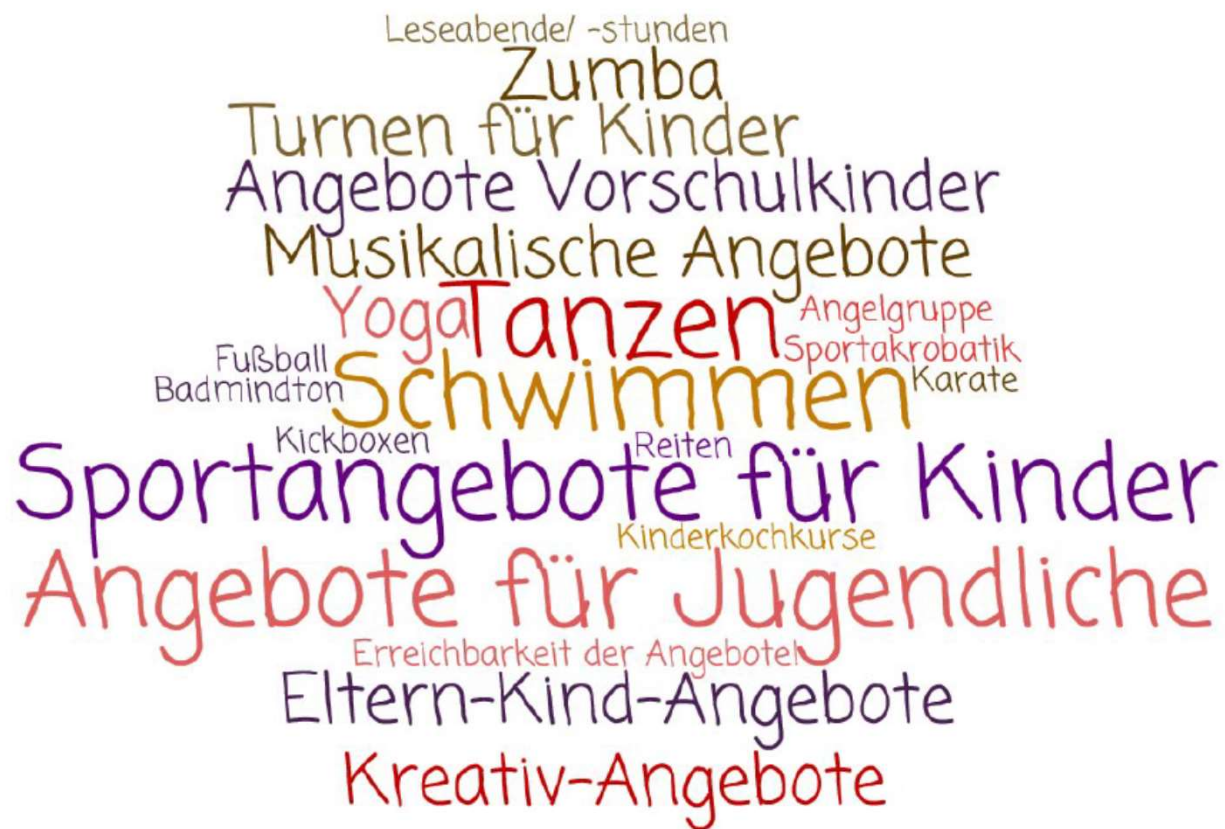 Leseabende/ -stunden
Zumba
Turnen für Kinder
Angebote Vorschulkinder
Musikalische Angebote
Yoga
Tanzen
Angelgruppe
Sportakrobatik
Fußball
Badmindton
Schwimmen
Karate
Kickboxen
Reiten
Sportangebote für Kinder
Kinderkochkurse
Angebote für Jugendliche
Erreichbarkeit der Angebote!
Eltern-Kind-Angebote
Kreativ-Angebote